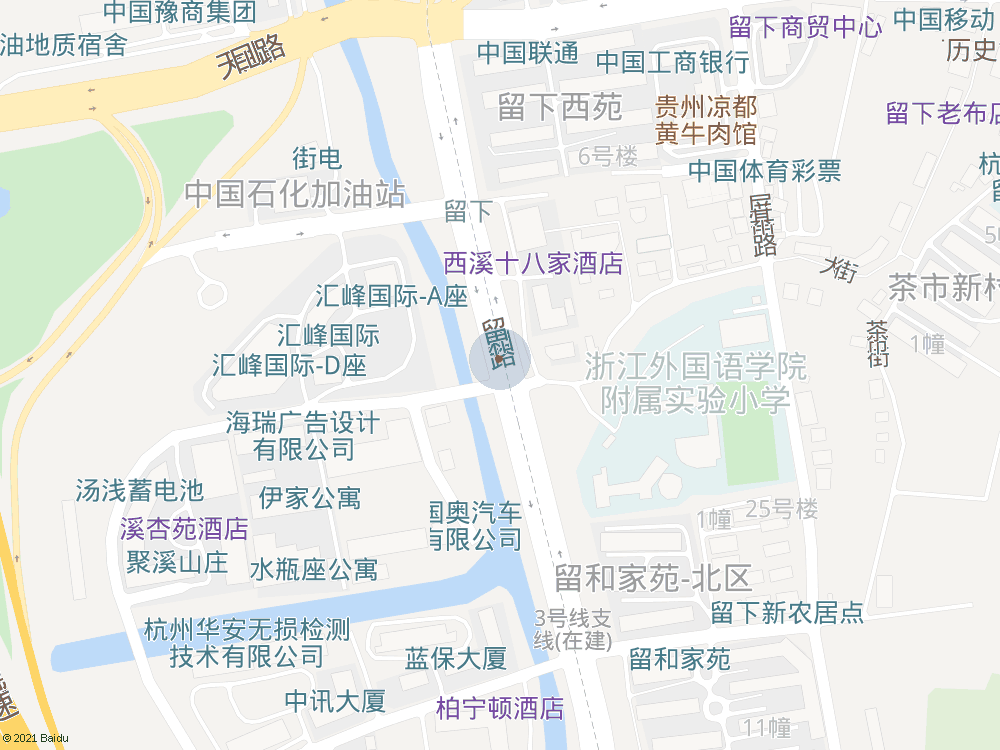 中国豫商集团
中国移动
油地质宿舍
天目山路
中国联通
留下商贸中心
历史
中国工商银行
留下西苑
贵州凉都
黄牛肉馆
留下老布店
街电
6号楼
中国体育彩票
杭
留
中国石化加油站
留下
屏基路
西溪十八家酒店
大街
茶市新村
汇峰国际-A座
汇峰国际
茶市街
1幢
汇峰国际-D座
留和路
浙江外国语学院
附属实验小学
海瑞广告设计
有限公司
汤浅蓄电池
伊家公寓
国奥汽车
有限公司
1幢
25号楼
溪杏苑酒店
聚溪山庄
水瓶座公寓
留和家苑-北区
3号线支
线(在建)
留下新农居点
杭州华安无损检测
技术有限公司
蓝保大厦
留和家苑
中讯大厦
柏宁顿酒店
11幢
速
© 2021 Baidu